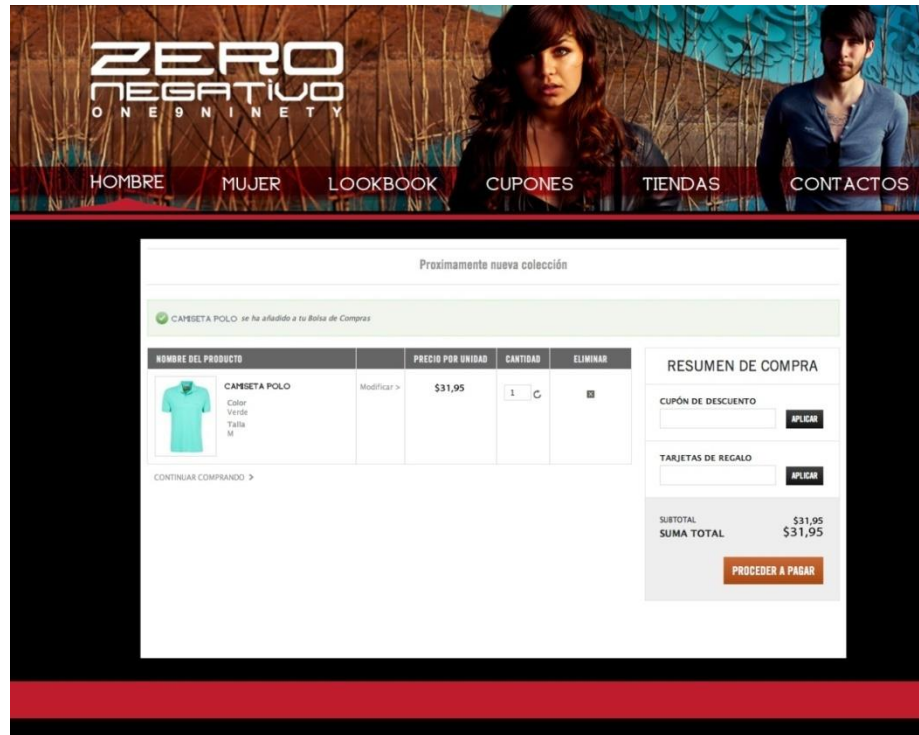 ZERO
NEGATIVO
ONE9NINETY
HOMBRE MUJER LOOKBOOK CUPONES TIENDAS CONTACTOS
Proximamente nueva colección
CAMISETA POLO se ha añadido a tu Bolsa de Compras
NOMBRE DEL PRODUCTO PRECIO POR UNIDAD CANTIDAD ELIMINAR
CAMISETA POLO Modificar > $31,95 1
Color
Verde
Talla
M
CONTINUAR COMPRANDO >
RESUMEN DE COMPRA
CUPÓN DE DESCUENTO
APLICAR
TARJETAS DE REGALO
APLICAR
SUBTOTAL $31,95
SUMA TOTAL $31,95
PROCEDER A PAGAR